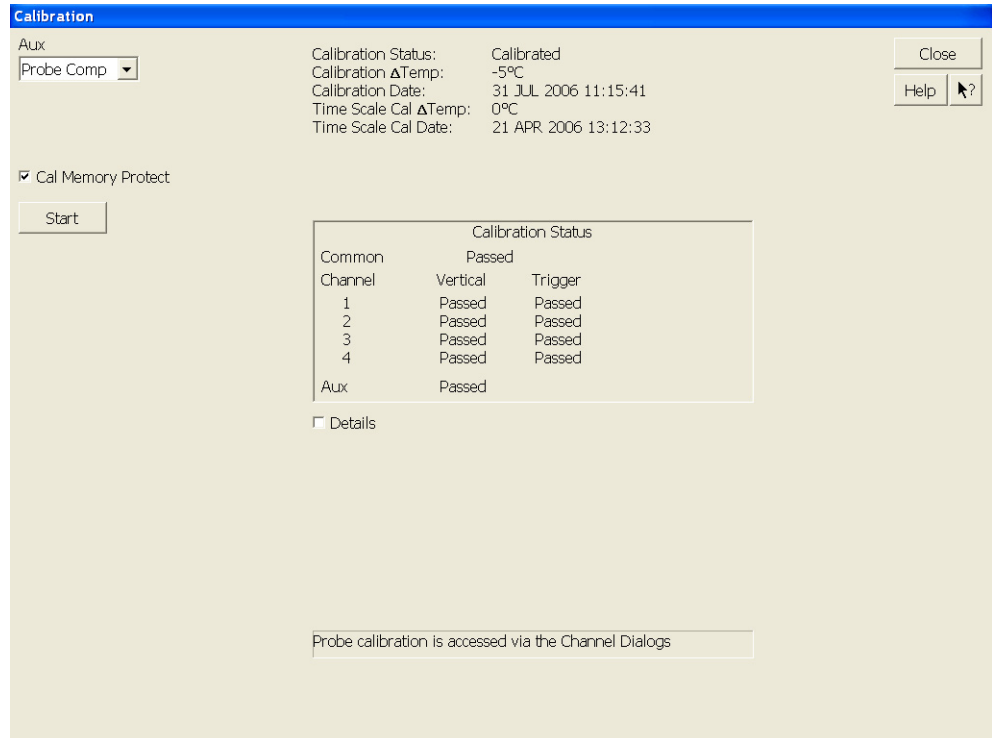 Calibration
Aux
Probe Comp
Calibration Status: Calibrated
Calibration ΔTemp: -5ºC
Calibration Date: 31 JUL 2006 11:15:41
Time Scale Cal ΔTemp: 0ºC
Time Scale Cal Date: 21 APR 2006 13:12:33
Close
Help ?
Cal Memory Protect
Start
Calibration Status
Common Passed
Channel Vertical Trigger
1 Passed Passed
2 Passed Passed
3 Passed Passed
4 Passed Passed
Aux Passed
Details
Probe calibration is accessed via the Channel Dialogs